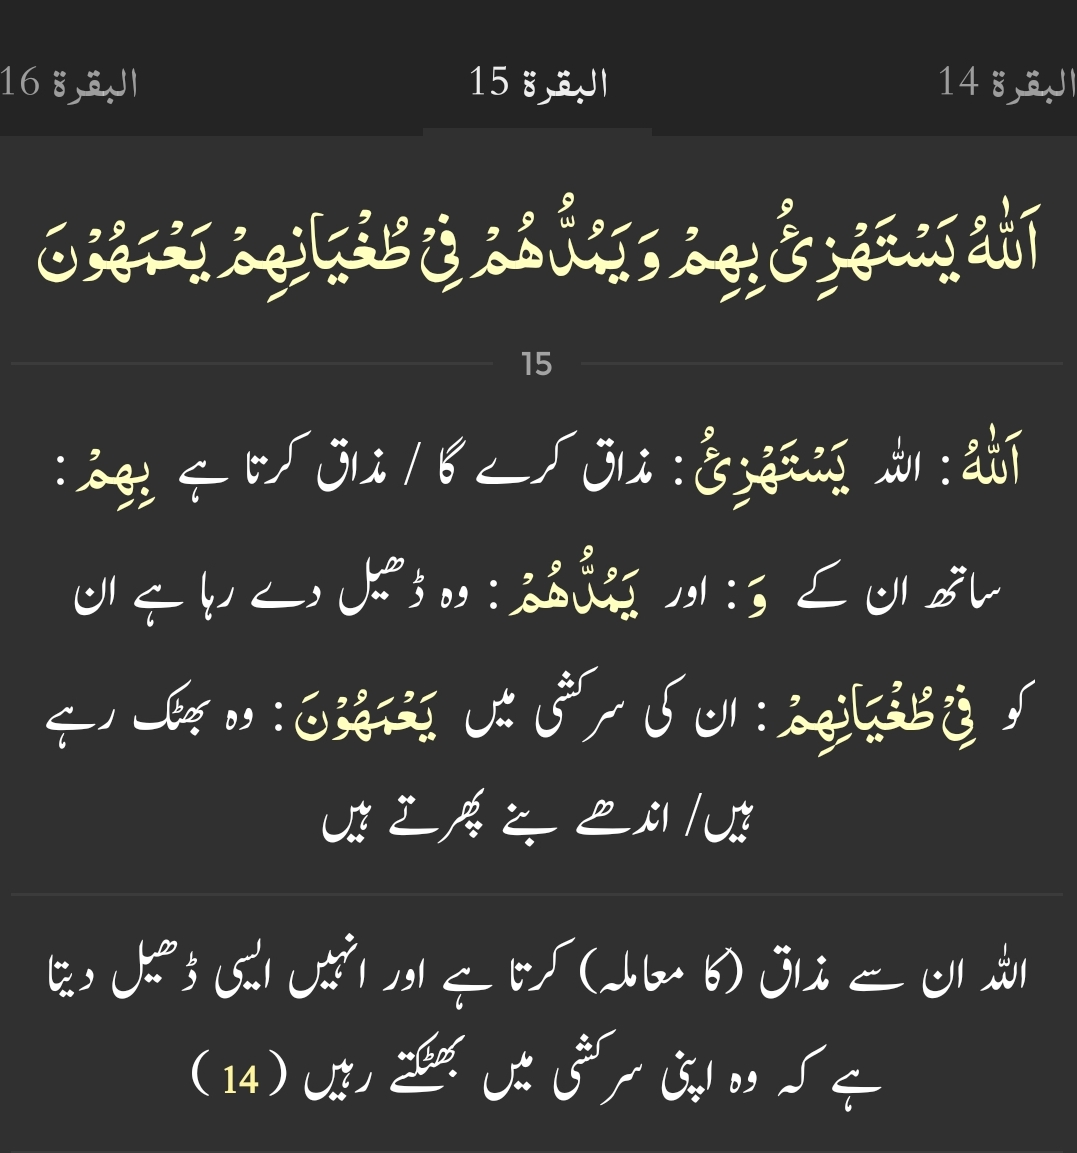 البقرة 14 البقرة 15 البقرة 16
اَللّٰهُ يَسْتَهْزِئُ بِهِمْ وَيَمُدُّهُمْ فِيْ طُغْيَانِهِمْ يَعْمَهُوْنَ
15
اَللّٰهُ : اللہ يَسْتَهْزِئُ : مذاق کرے گا / مذاق کرتا ہے بِهِمْ :
ساتھ ان کے وَ : اور يَمُدُّهُمْ : وہ ڈھیل دے رہا ہے ان
کو فِيْ طُغْيَانِهِمْ : ان کی سرکشی میں يَعْمَهُوْنَ : وہ بھٹک رہے
ہیں/ اندھے بنے پھرتے ہیں
اللہ ان سے مذاق (کا معاملہ) کرتا ہے اور انہیں ایسی ڈھیل دیتا
ہے کہ وہ اپنی سرکشی میں بھٹکتے رہیں ( 14 )